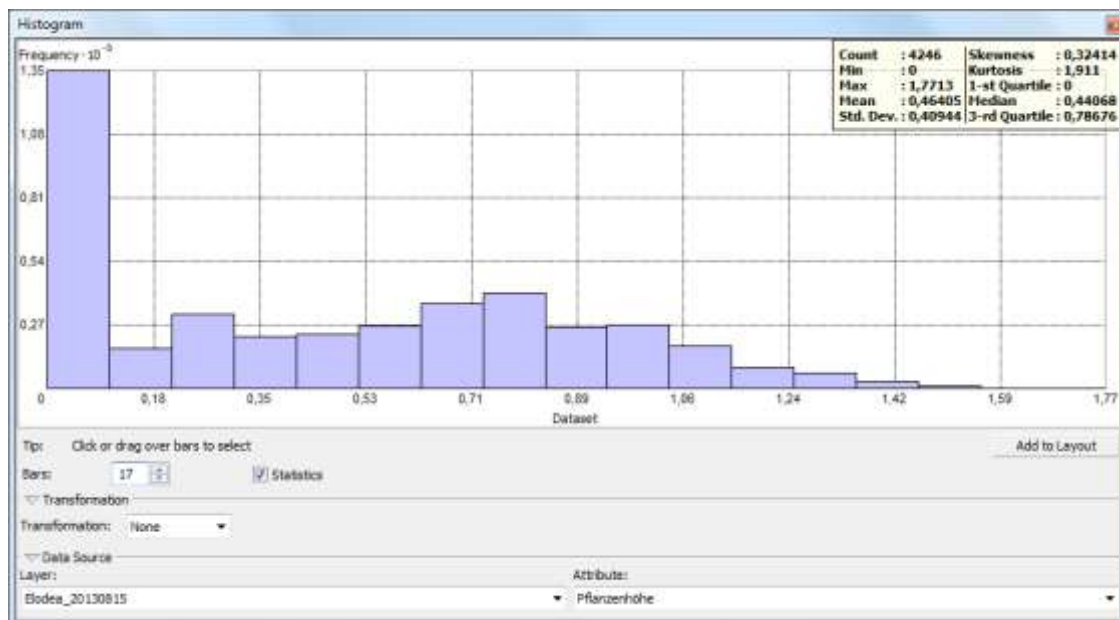 Histogram
Frequency · 10⁻³
Count : 4246 Skewness : 0,32414
Min : 0 Kurtosis : 1,911
Max : 1,7713 1-st Quartile : 0
Mean : 0,46405 Median : 0,44068
Std. Dev. : 0,40944 3-rd Quartile : 0,78676
1,35
1,08
0,81
0,54
0,27
0 0,18 0,35 0,53 0,71 0,89 1,06 1,24 1,42 1,59 1,77
Dataset
Tip: Click or drag over bars to select Add to Layout
Bars: 17 Statistics
Transformation
Transformation: None
Data Source
Layer: Attribute:
Elodea_20130815 Pflanzenhöhe